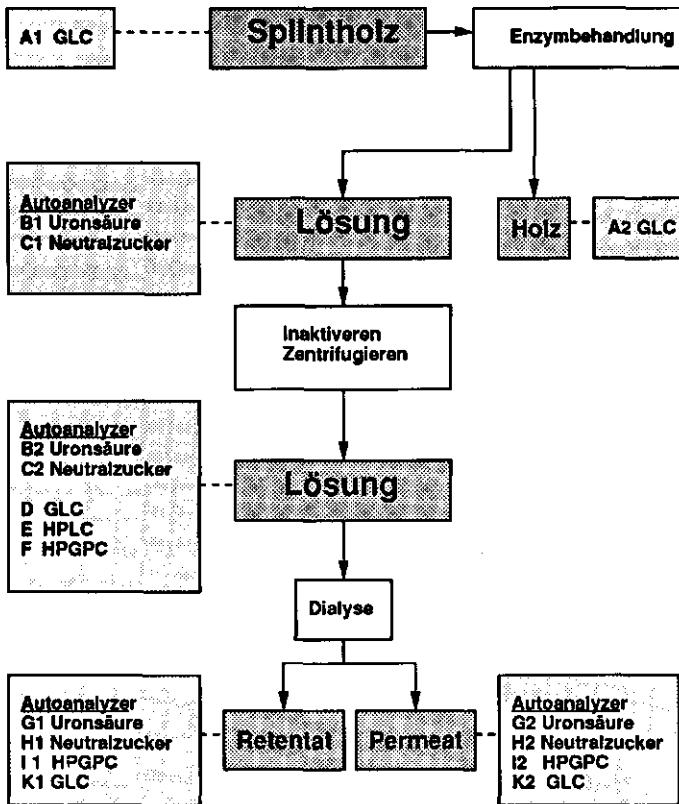 A1 GLC
Splintholz
Enzymbehandlung
Autoanalyzer
B1 Uronsäure
C1 Neutralzucker
Lösung
Holz
A2 GLC
Inaktiveren
Zentrifugieren
Autoanalyzer
B2 Uronsäure
C2 Neutralzucker
D GLC
E HPLC
F HPGPC
Lösung
Dialyse
Autoanalyzer
G1 Uronsäure
H1 Neutralzucker
I 1 HPGPC
K1 GLC
Retentat
Permeat
Autoanalyzer
G2 Uronsäure
H2 Neutralzucker
I2 HPGPC
K2 GLC